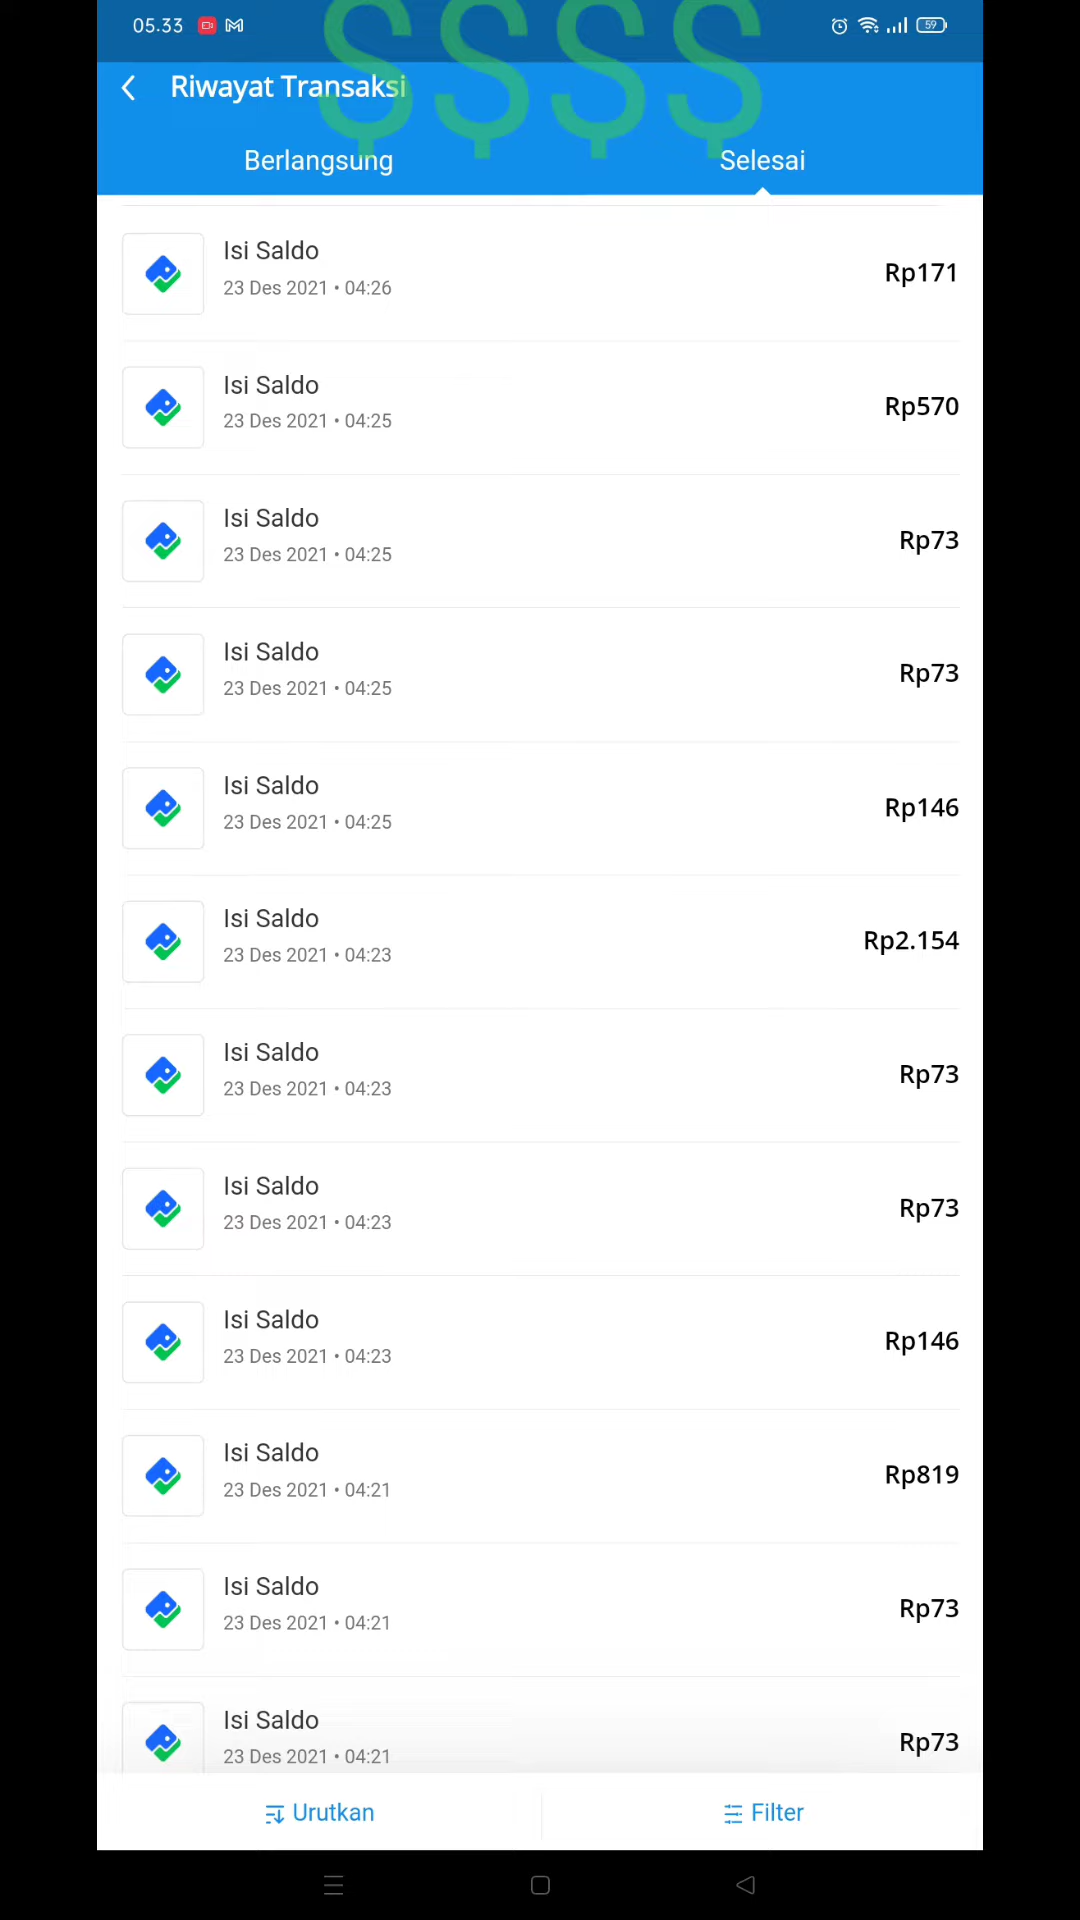 05.33
59
$$$$
Riwayat Transaksi
Berlangsung
Selesai
Isi Saldo
23 Des 2021 • 04:26
Rp171
Isi Saldo
23 Des 2021 • 04:25
Rp570
Isi Saldo
23 Des 2021 • 04:25
Rp73
Isi Saldo
23 Des 2021 • 04:25
Rp73
Isi Saldo
23 Des 2021 • 04:25
Rp146
Isi Saldo
23 Des 2021 • 04:23
Rp2.154
Isi Saldo
23 Des 2021 • 04:23
Rp73
Isi Saldo
23 Des 2021 • 04:23
Rp73
Isi Saldo
23 Des 2021 • 04:23
Rp146
Isi Saldo
23 Des 2021 • 04:21
Rp819
Isi Saldo
23 Des 2021 • 04:21
Rp73
Isi Saldo
23 Des 2021 • 04:21
Rp73
Urutkan
Filter